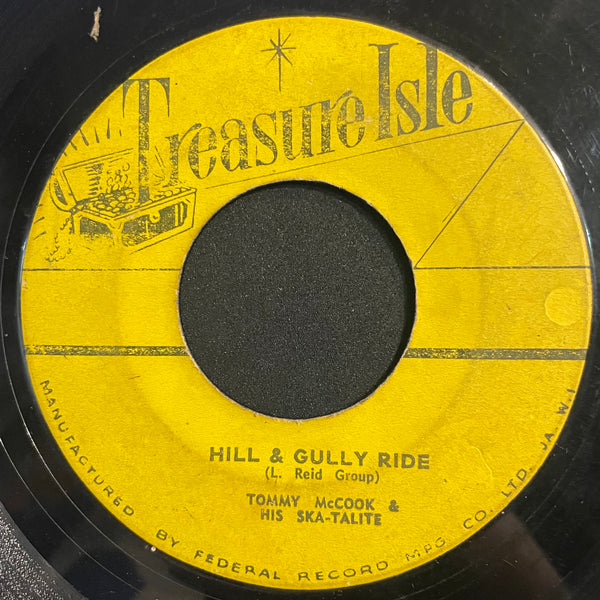 Treasure Isle
HILL & GULLY RIDE
(L. Reid Group)
TOMMY McCOOK &
HIS SKA-TALITE
MANUFACTURED BY FEDERAL RECORD MFG. CO. LTD. JA. W. I.